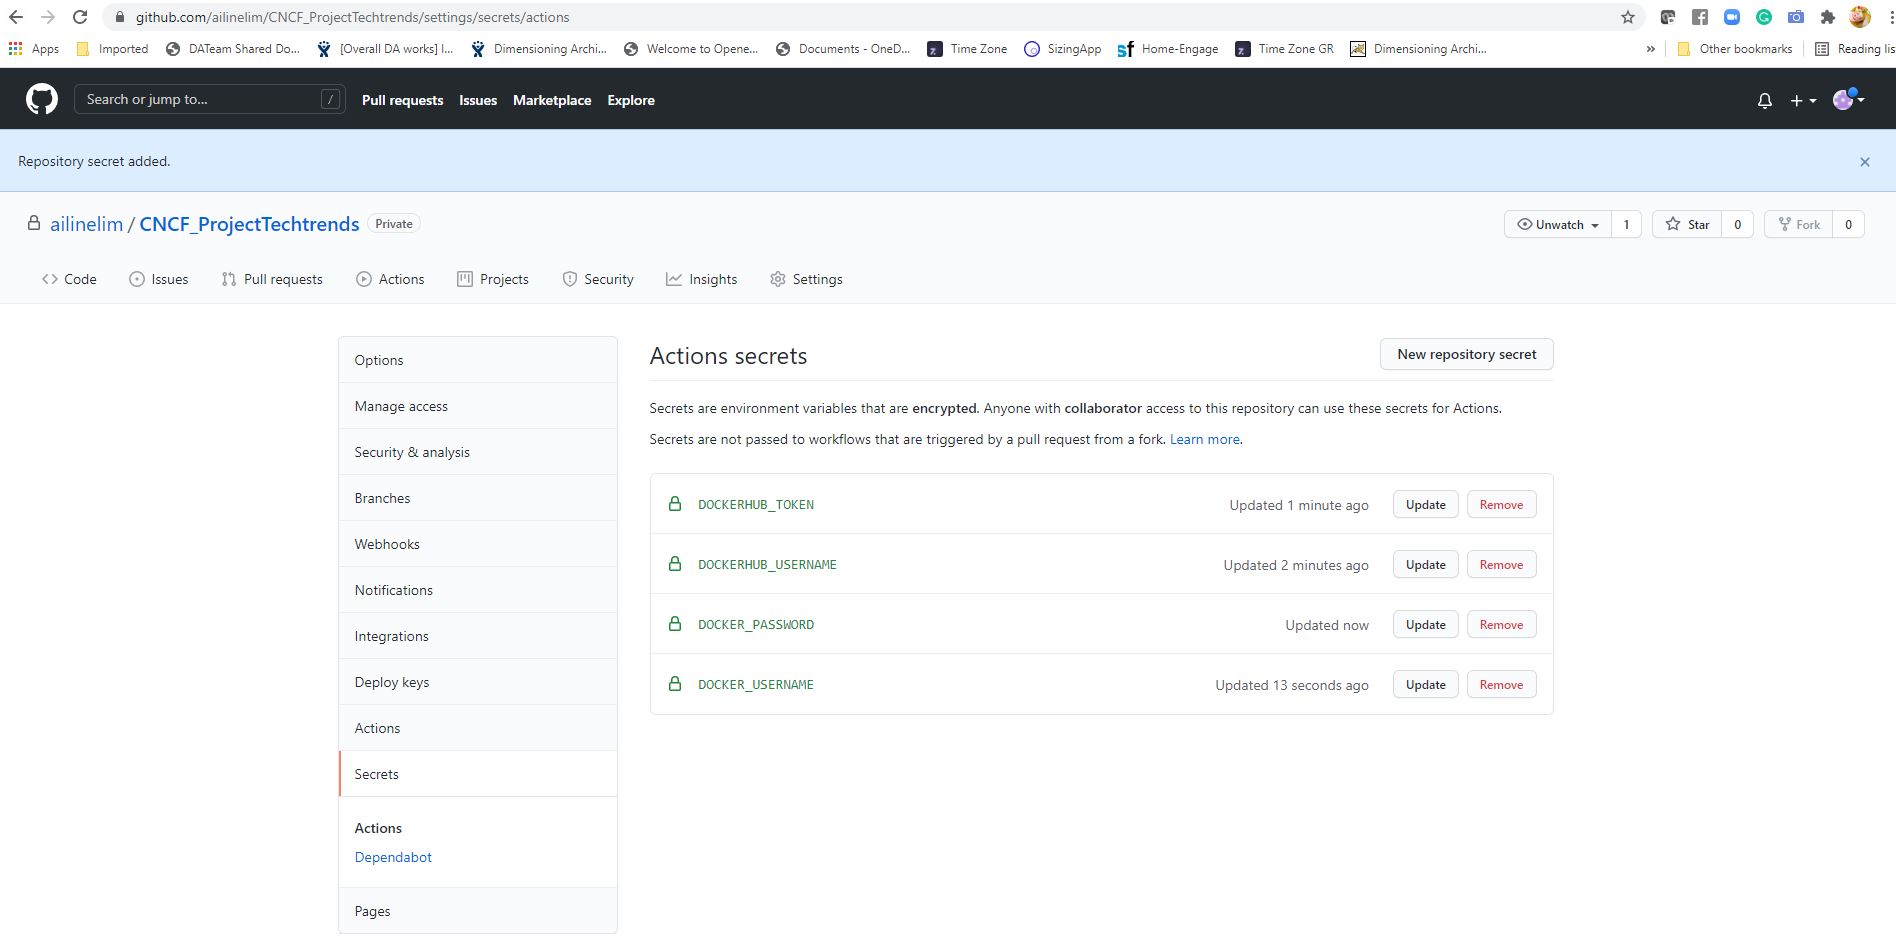 github.com/ailinelim/CNCF_ProjectTechtrends/settings/secrets/actions
Apps Imported DATeam Shared Do... [Overall DA works] I... Dimensioning Archi... Welcome to Opene... Documents - OneD... Time Zone SizingApp Home-Engage Time Zone GR Dimensioning Archi... » Other bookmarks Reading lis
Search or jump to... / Pull requests Issues Marketplace Explore
Repository secret added.
ailinelim / CNCF_ProjectTechtrends Private Unwatch 1 Star 0 Fork 0
Code Issues Pull requests Actions Projects Security Insights Settings
Options
Manage access
Security & analysis
Branches
Webhooks
Notifications
Integrations
Deploy keys
Actions
Secrets
Actions
Dependabot
Pages
Actions secrets New repository secret
Secrets are environment variables that are encrypted. Anyone with collaborator access to this repository can use these secrets for Actions.
Secrets are not passed to workflows that are triggered by a pull request from a fork. Learn more.
DOCKERHUB_TOKEN Updated 1 minute ago Update Remove
DOCKERHUB_USERNAME Updated 2 minutes ago Update Remove
DOCKER_PASSWORD Updated now Update Remove
DOCKER_USERNAME Updated 13 seconds ago Update Remove